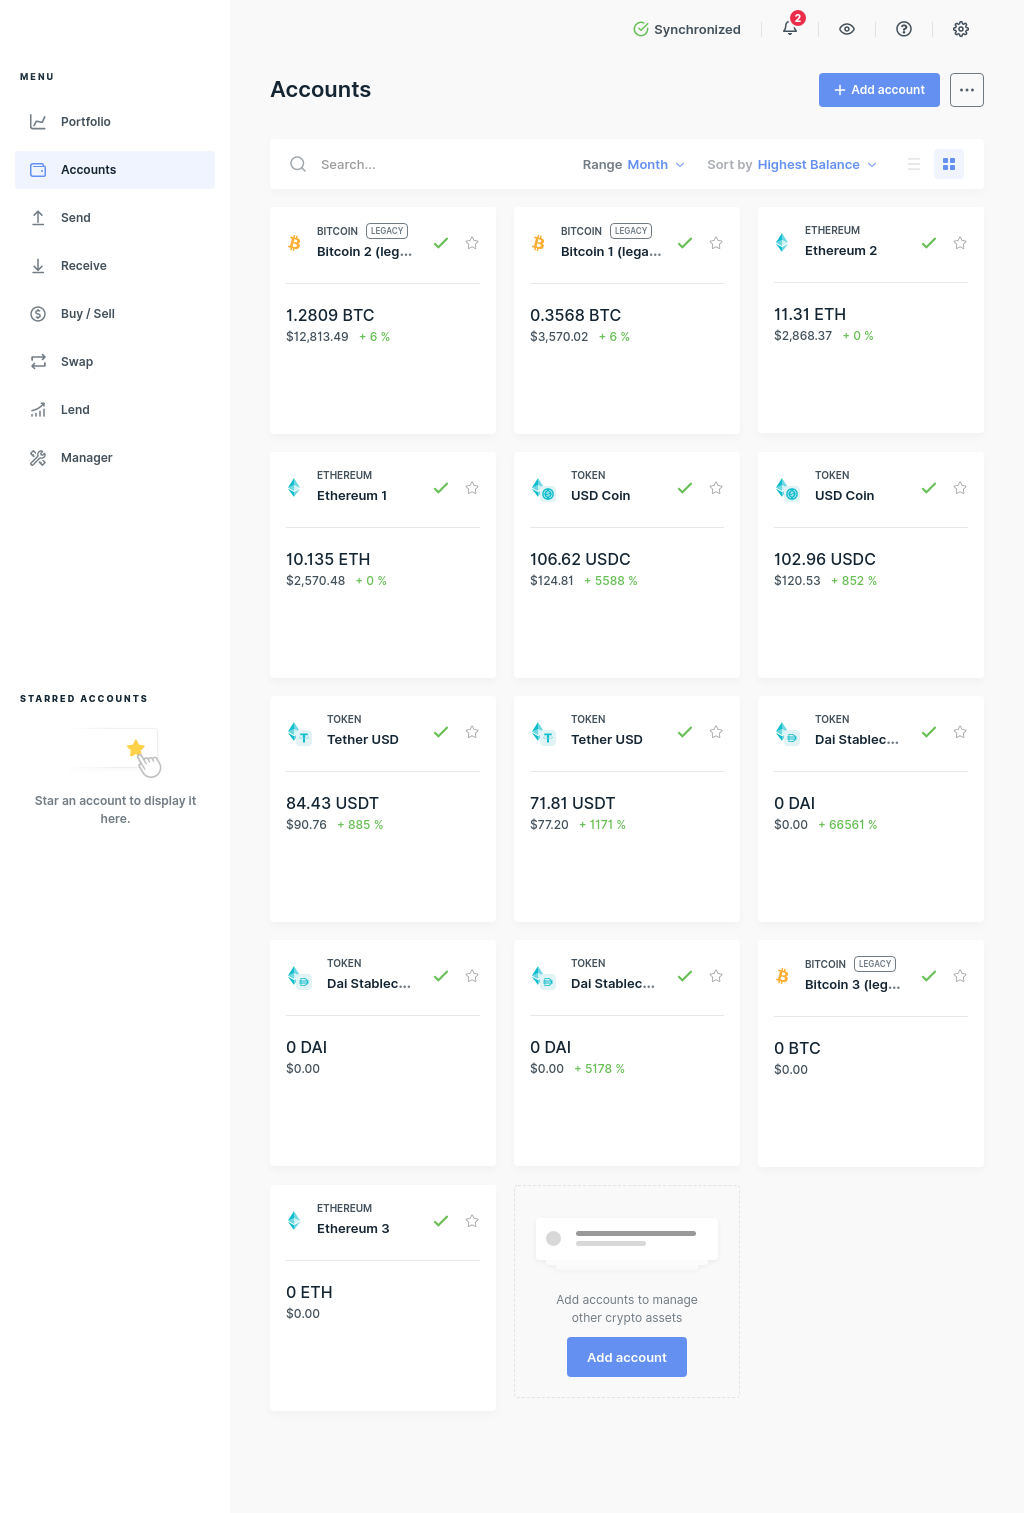 Synchronized
2
MENU
Portfolio
Accounts
Send
Receive
Buy / Sell
Swap
Lend
Manager
STARRED ACCOUNTS
Star an account to display it
here.
Accounts
Add account
Search...
Range Month
Sort by Highest Balance
BITCOIN LEGACY
Bitcoin 2 (leg...
1.2809 BTC
$12,813.49 + 6 %
BITCOIN LEGACY
Bitcoin 1 (lega...
0.3568 BTC
$3,570.02 + 6 %
ETHEREUM
Ethereum 2
11.31 ETH
$2,868.37 + 0 %
ETHEREUM
Ethereum 1
10.135 ETH
$2,570.48 + 0 %
TOKEN
USD Coin
106.62 USDC
$124.81 + 5588 %
TOKEN
USD Coin
102.96 USDC
$120.53 + 852 %
TOKEN
Tether USD
84.43 USDT
$90.76 + 885 %
TOKEN
Tether USD
71.81 USDT
$77.20 + 1171 %
TOKEN
Dai Stablec...
0 DAI
$0.00 + 66561 %
TOKEN
Dai Stablec...
0 DAI
$0.00
TOKEN
Dai Stablec...
0 DAI
$0.00 + 5178 %
BITCOIN LEGACY
Bitcoin 3 (leg...
0 BTC
$0.00
ETHEREUM
Ethereum 3
0 ETH
$0.00
Add accounts to manage
other crypto assets
Add account